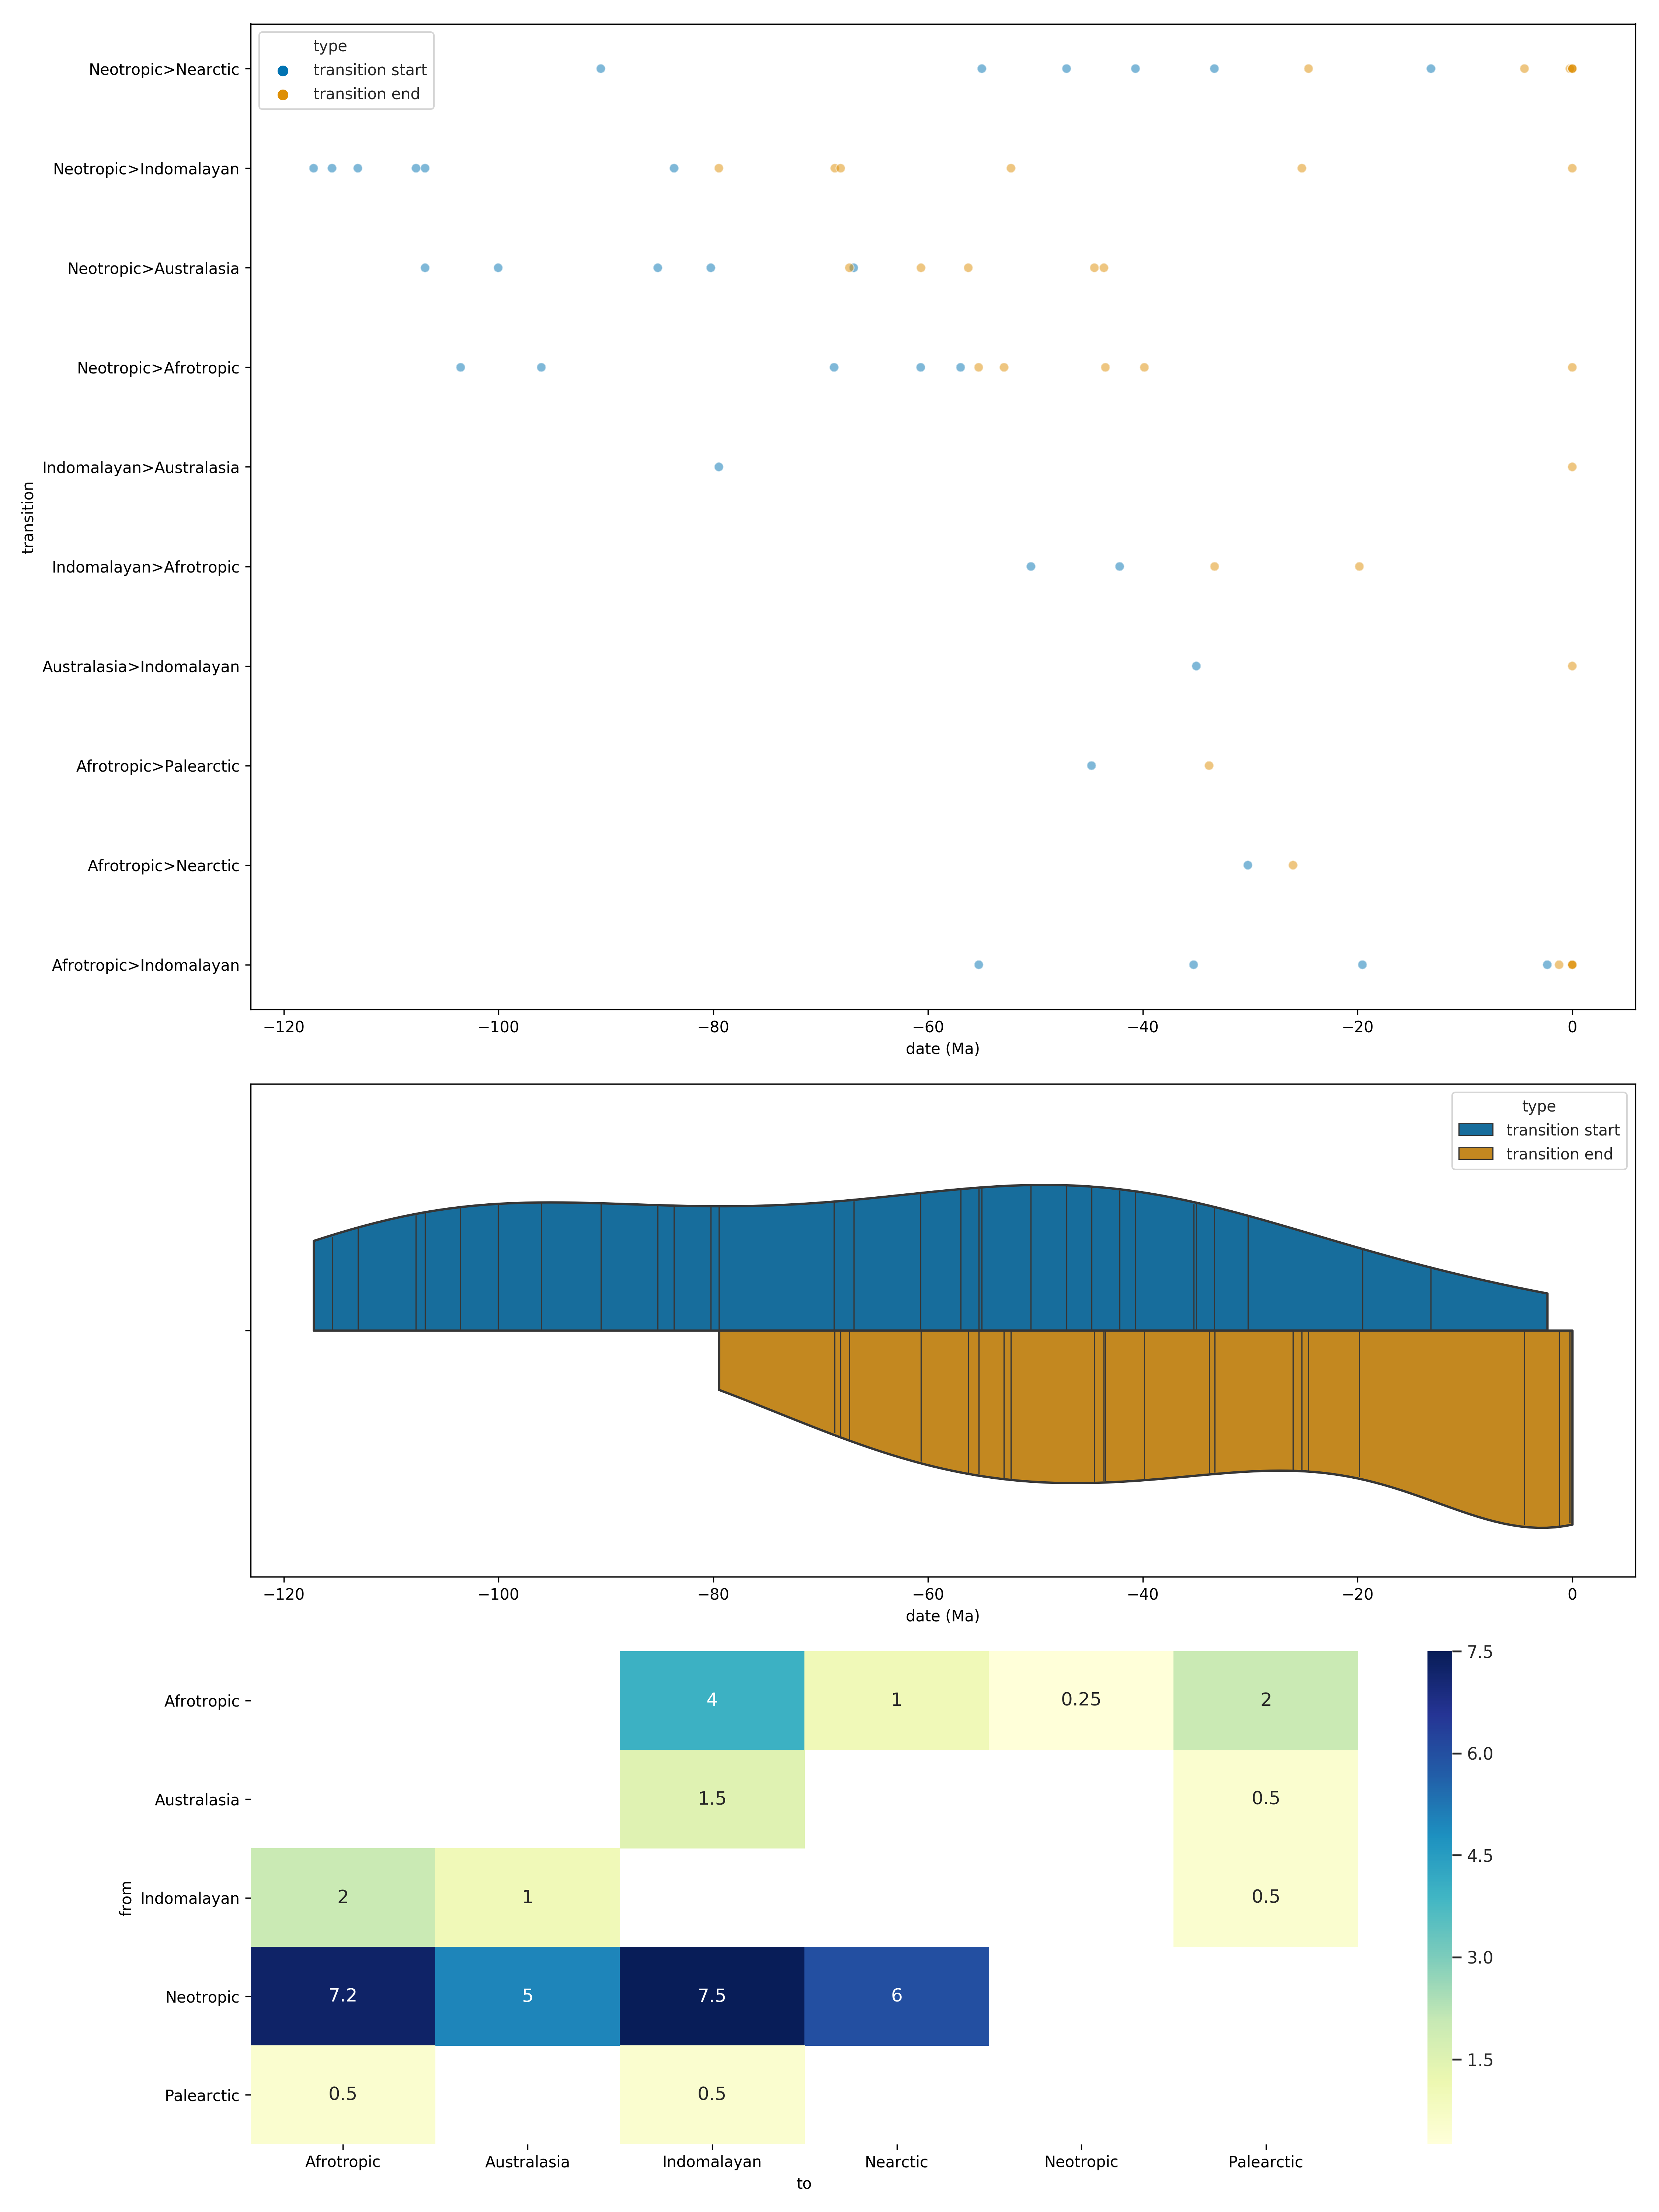 type
transition start
transition end
Neotropic>Nearctic
Neotropic>Indomalayan
Neotropic>Australasia
Neotropic>Afrotropic
Indomalayan>Australasia
Indomalayan>Afrotropic
Australasia>Indomalayan
Afrotropic>Palearctic
Afrotropic>Nearctic
Afrotropic>Indomalayan
transition
−120 −100 −80 −60 −40 −20 0
date (Ma)
type
transition start
transition end
−120 −100 −80 −60 −40 −20 0
date (Ma)
Afrotropic 4 1 0.25 2
Australasia 1.5 0.5
Indomalayan 2 1 0.5
Neotropic 7.2 5 7.5 6
Palearctic 0.5 0.5
from
Afrotropic Australasia Indomalayan Nearctic Neotropic Palearctic
to
7.5
6.0
4.5
3.0
1.5